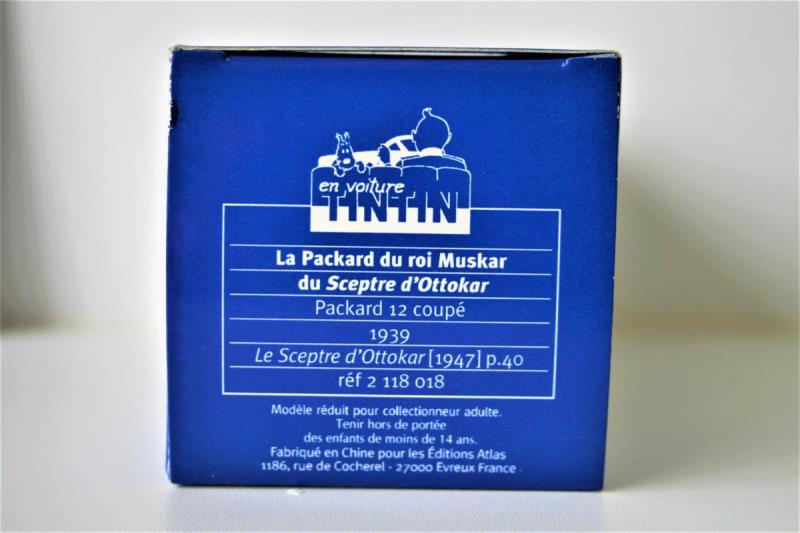 en voiture
TINTIN
La Packard du roi Muskar
du Sceptre d'Ottokar
Packard 12 coupé
1939
Le Sceptre d'Ottokar [1947] p.40
réf 2 118 018
Modèle réduit pour collectionneur adulte.
Tenir hors de portée
des enfants de moins de 14 ans.
Fabriqué en Chine pour les Éditions Atlas
1186, rue de Cocherel - 27000 Evreux France